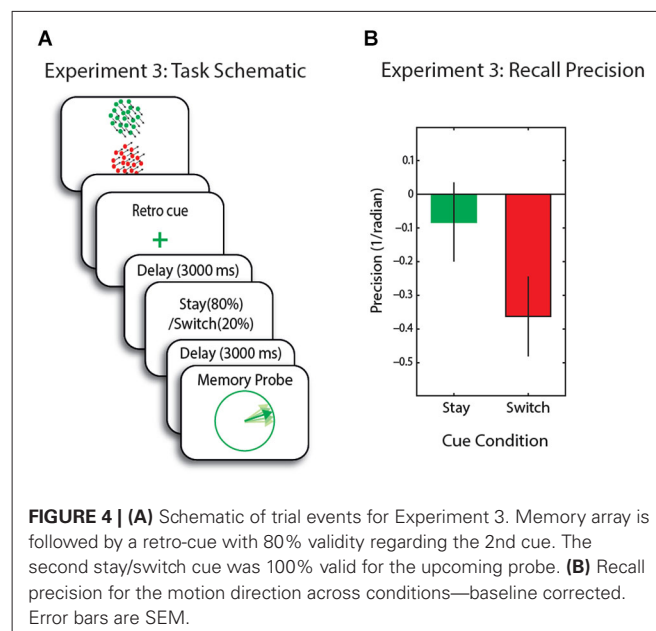 A
Experiment 3: Task Schematic
Retro cue
Delay (3000 ms)
Stay(80%)
/Switch(20%)
Delay (3000 ms)
Memory Probe
B
Experiment 3: Recall Precision
Precision (1/radian)
0.1
0
−0.1
−0.2
−0.3
−0.4
−0.5
Stay
Switch
Cue Condition
FIGURE 4 | (A) Schematic of trial events for Experiment 3. Memory array is
followed by a retro-cue with 80% validity regarding the 2nd cue. The
second stay/switch cue was 100% valid for the upcoming probe. (B) Recall
precision for the motion direction across conditions—baseline corrected.
Error bars are SEM.